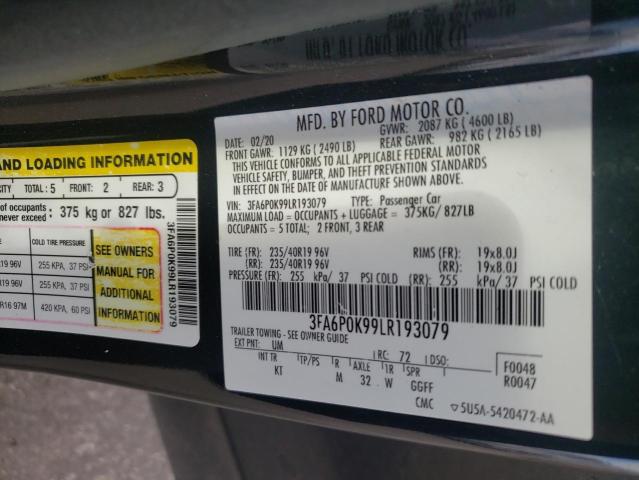 MFD. BY FORD MOTOR CO.
DATE: 02/20 GVWR: 2087 KG ( 4600 LB)
FRONT GAWR: 1129 KG ( 2490 LB) REAR GAWR: 982 KG ( 2165 LB)
THIS VEHICLE CONFORMS TO ALL APPLICABLE FEDERAL MOTOR
VEHICLE SAFETY, BUMPER, AND THEFT PREVENTION STANDARDS
IN EFFECT ON THE DATE OF MANUFACTURE SHOWN ABOVE.
VIN: 3FA6P0K99LR193079 TYPE: Passenger Car
MAXIMUM LOAD = OCCUPANTS + LUGGAGE = 375KG/ 827LB
OCCUPANTS = 5 TOTAL; 2 FRONT, 3 REAR
TIRE (FR): 235/40R19 96V RIMS (FR): 19x8.0J
(RR): 235/40R19 96V (RR): 19x8.0J
PRESSURE (FR): 255 kPa/ 37 PSI COLD (RR): 255 kPa/ 37 PSI COLD
3FA6P0K99LR193079
TRAILER TOWING - SEE OWNER GUIDE
EXT PNT: UM RC: 72 DSO:
INT TR TP/PS R AXLE TR SPR
KT M 32 W GGFF
F0048
R0047
CMC 5U5A-5420472-AA
AND LOADING INFORMATION
CITY TOTAL: 5 FRONT: 2 REAR: 3
of occupants
never exceed: 375 kg or 827 lbs.
COLD TIRE PRESSURE
96V 255 KPA, 37 PSI
96V 255 KPA, 37 PSI
R16 97M 420 KPA, 60 PSI
SEE OWNERS
MANUAL FOR
ADDITIONAL
INFORMATION
3FA6P0K99LR193079